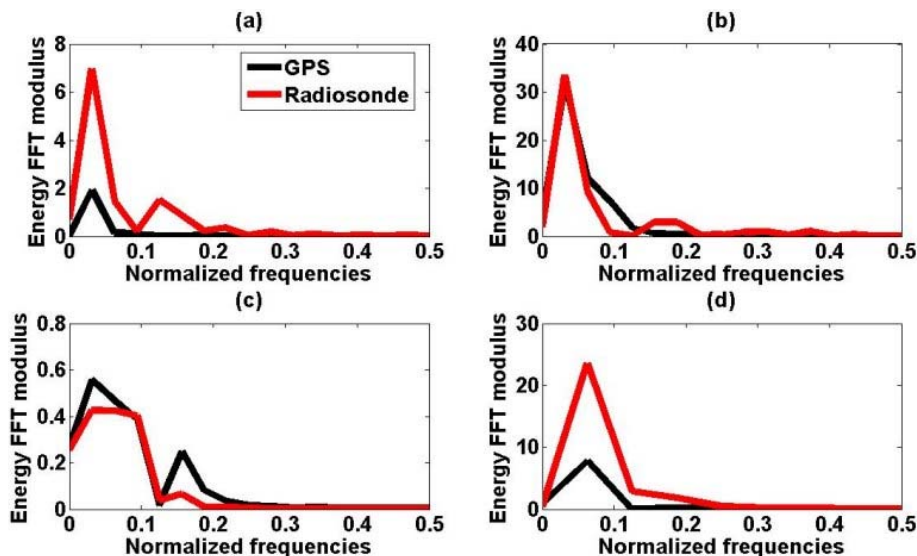 (a)
8
6
4
2
0
Energy FFT modulus
GPS
Radiosonde
0 0.1 0.2 0.3 0.4 0.5
Normalized frequencies
(b)
40
30
20
10
0
Energy FFT modulus
0 0.1 0.2 0.3 0.4 0.5
Normalized frequencies
(c)
0.8
0.6
0.4
0.2
0
Energy FFT modulus
0 0.1 0.2 0.3 0.4 0.5
Normalized frequencies
(d)
30
20
10
0
Energy FFT modulus
0 0.1 0.2 0.3 0.4 0.5
Normalized frequencies